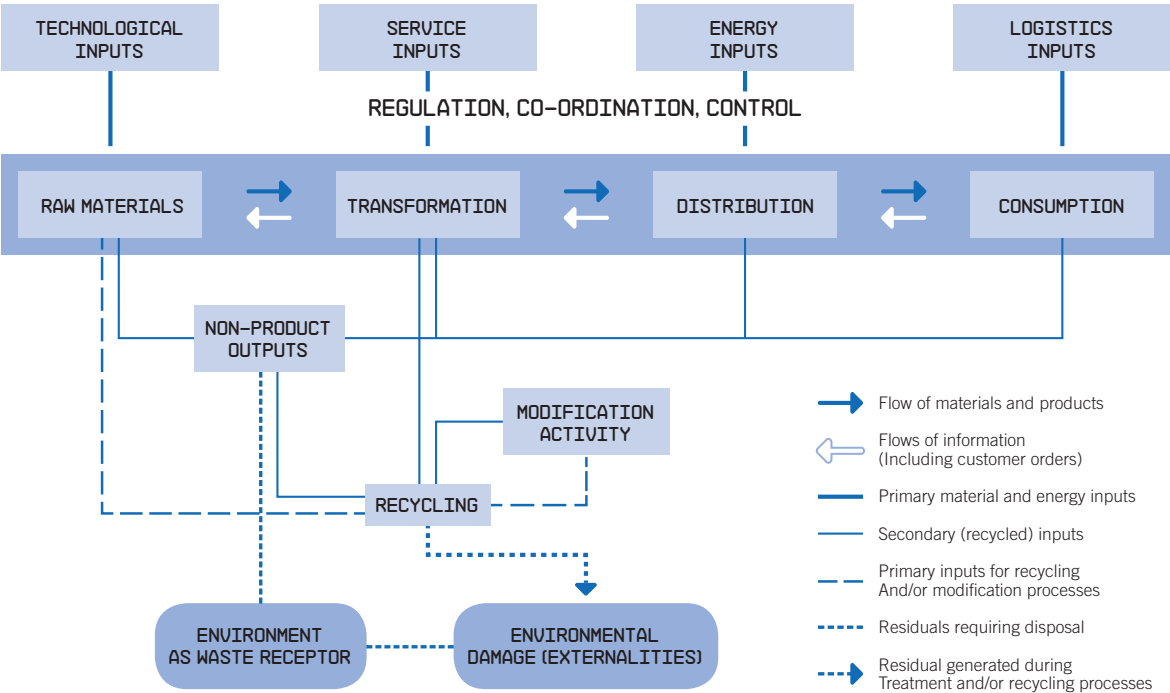 TECHNOLOGICAL
INPUTS
SERVICE
INPUTS
ENERGY
INPUTS
LOGISTICS
INPUTS
REGULATION, CO-ORDINATION, CONTROL
RAW MATERIALS
TRANSFORMATION
DISTRIBUTION
CONSUMPTION
NON-PRODUCT
OUTPUTS
MODIFICATION
ACTIVITY
RECYCLING
ENVIRONMENT
AS WASTE RECEPTOR
ENVIRONMENTAL
DAMAGE (EXTERNALITIES)
Flow of materials and products
Flows of information
(Including customer orders)
Primary material and energy inputs
Secondary (recycled) inputs
Primary inputs for recycling
And/or modification processes
Residuals requiring disposal
Residual generated during
Treatment and/or recycling processes